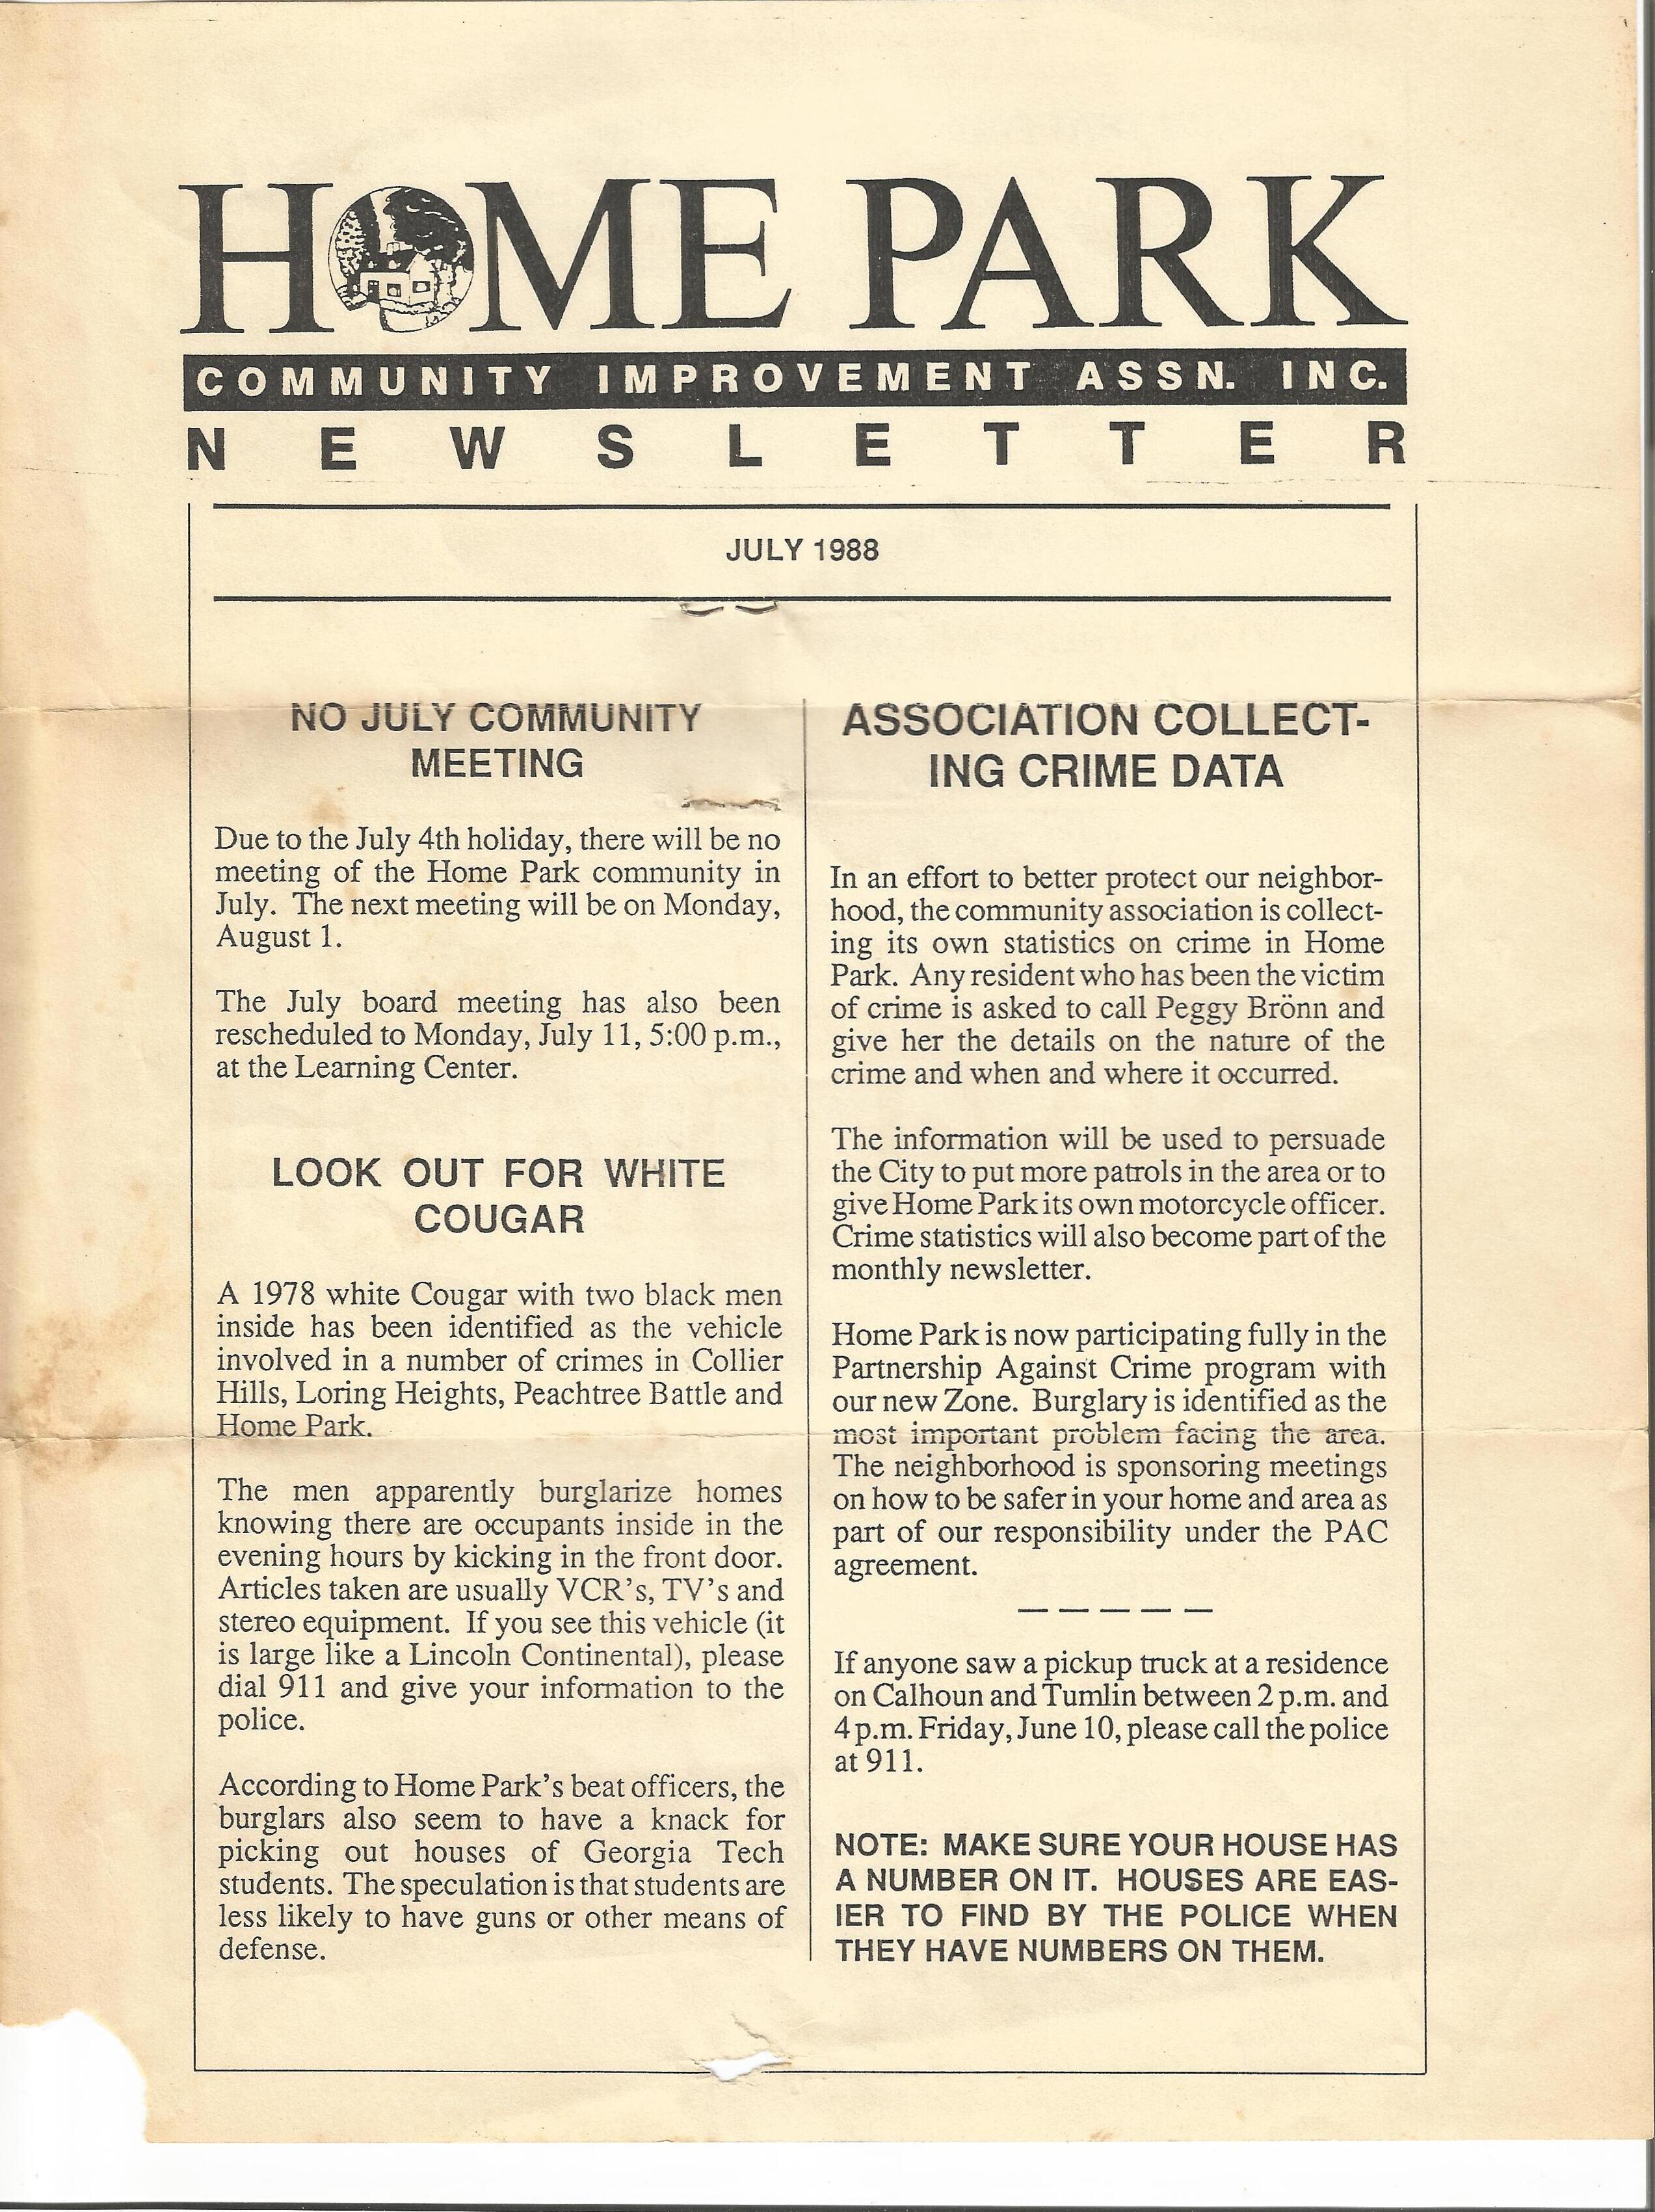 HOME PARK
COMMUNITY IMPROVEMENT ASSN. INC.
NEWSLETTER
JULY 1988
NO JULY COMMUNITY
MEETING
Due to the July 4th holiday, there will be no
meeting of the Home Park community in
July. The next meeting will be on Monday,
August 1.
The July board meeting has also been
rescheduled to Monday, July 11, 5:00 p.m.,
at the Learning Center.
LOOK OUT FOR WHITE
COUGAR
A 1978 white Cougar with two black men
inside has been identified as the vehicle
involved in a number of crimes in Collier
Hills, Loring Heights, Peachtree Battle and
Home Park.
The men apparently burglarize homes
knowing there are occupants inside in the
evening hours by kicking in the front door.
Articles taken are usually VCR's, TV's and
stereo equipment. If you see this vehicle (it
is large like a Lincoln Continental), please
dial 911 and give your information to the
police.
According to Home Park's beat officers, the
burglars also seem to have a knack for
picking out houses of Georgia Tech
students. The speculation is that students are
less likely to have guns or other means of
defense.
ASSOCIATION COLLECT-
ING CRIME DATA
In an effort to better protect our neighbor-
hood, the community association is collect-
ing its own statistics on crime in Home
Park. Any resident who has been the victim
of crime is asked to call Peggy Brönn and
give her the details on the nature of the
crime and when and where it occurred.
The information will be used to persuade
the City to put more patrols in the area or to
give Home Park its own motorcycle officer.
Crime statistics will also become part of the
monthly newsletter.
Home Park is now participating fully in the
Partnership Against Crime program with
our new Zone. Burglary is identified as the
most important problem facing the area.
The neighborhood is sponsoring meetings
on how to be safer in your home and area as
part of our responsibility under the PAC
agreement.
— — — — —
If anyone saw a pickup truck at a residence
on Calhoun and Tumlin between 2 p.m. and
4 p.m. Friday, June 10, please call the police
at 911.
NOTE: MAKE SURE YOUR HOUSE HAS
A NUMBER ON IT. HOUSES ARE EAS-
IER TO FIND BY THE POLICE WHEN
THEY HAVE NUMBERS ON THEM.